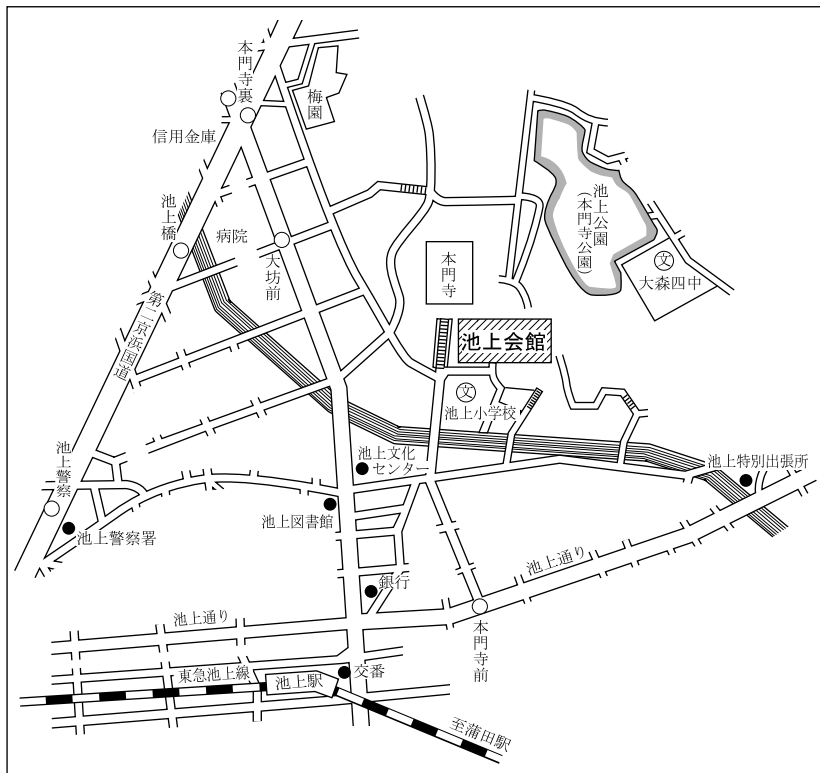 本門寺裏
信用金庫
梅園
池上橋
病院
大坊前
第二京浜国道
本門寺
池上公園
(本門寺公園)
文
大森四中
池上会館
文
池上小学校
池上警察
池上警察署
池上文化
センター
池上図書館
池上特別出張所
銀行
池上通り
池上通り
本門寺前
東急池上線
池上駅
交番
至蒲田駅